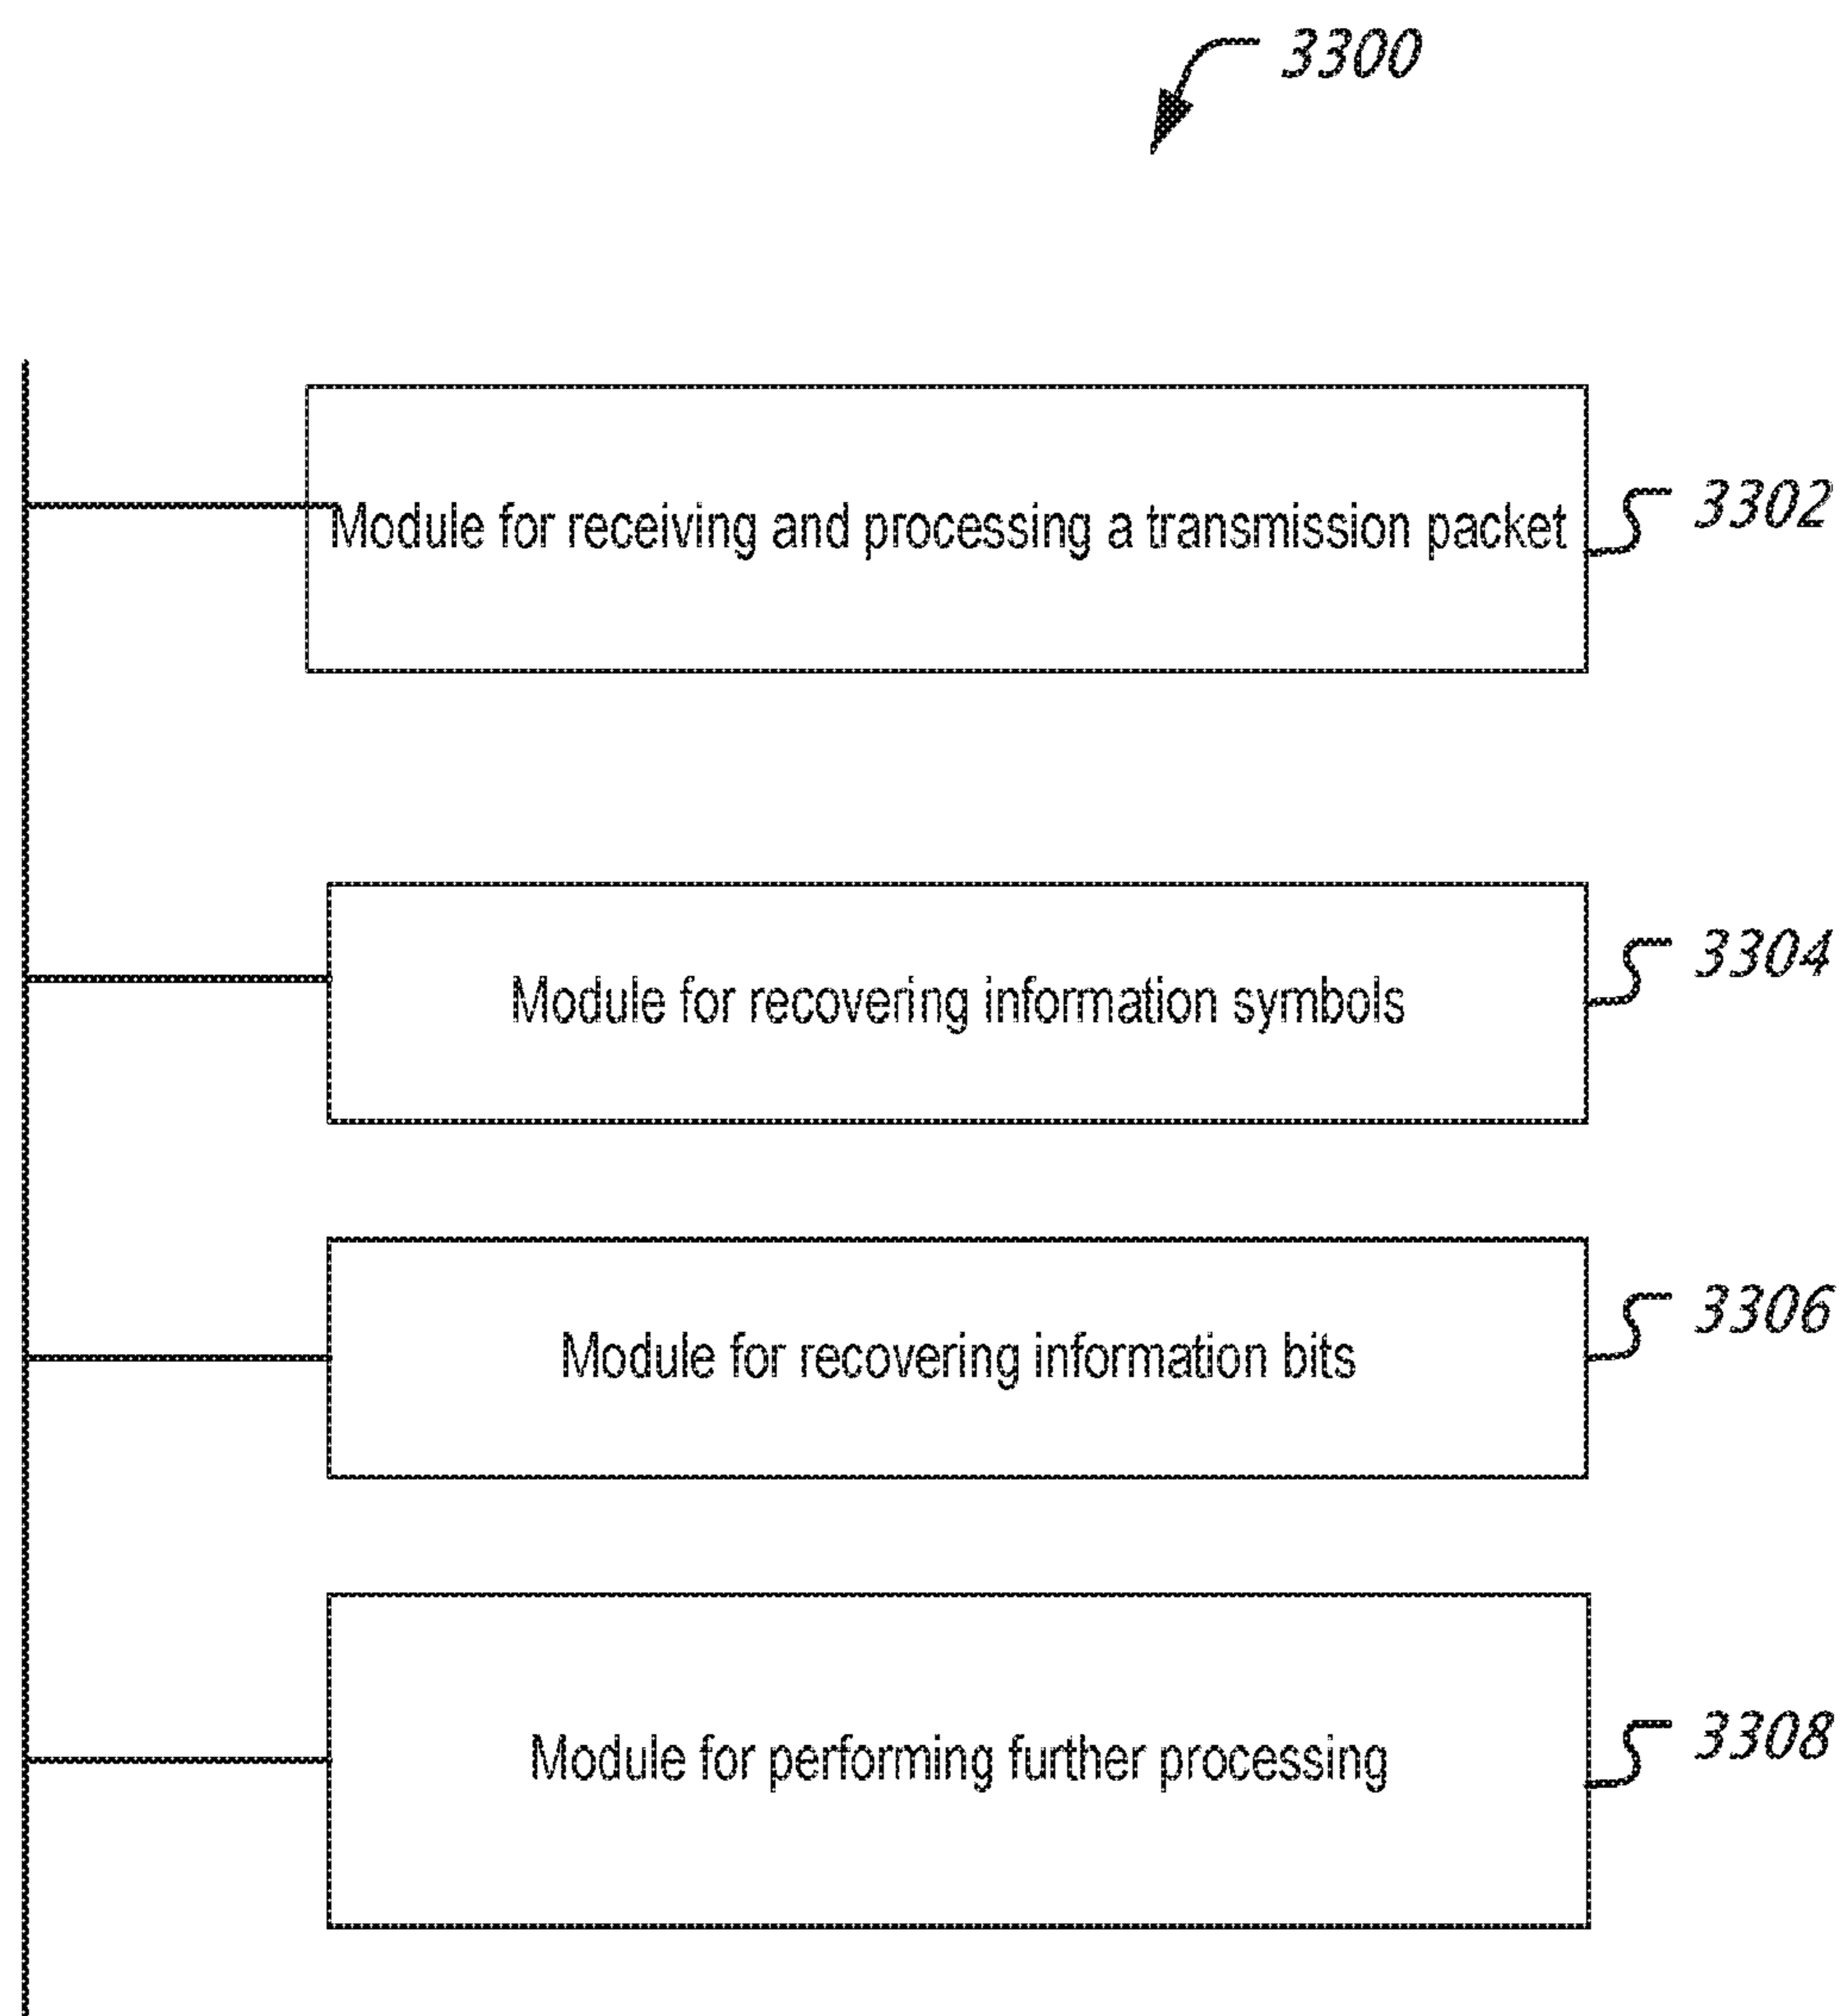 3300
Module for receiving and processing a transmission packet
3302
Module for recovering information symbols
3304
Module for recovering information bits
3306
Module for performing further processing
3308